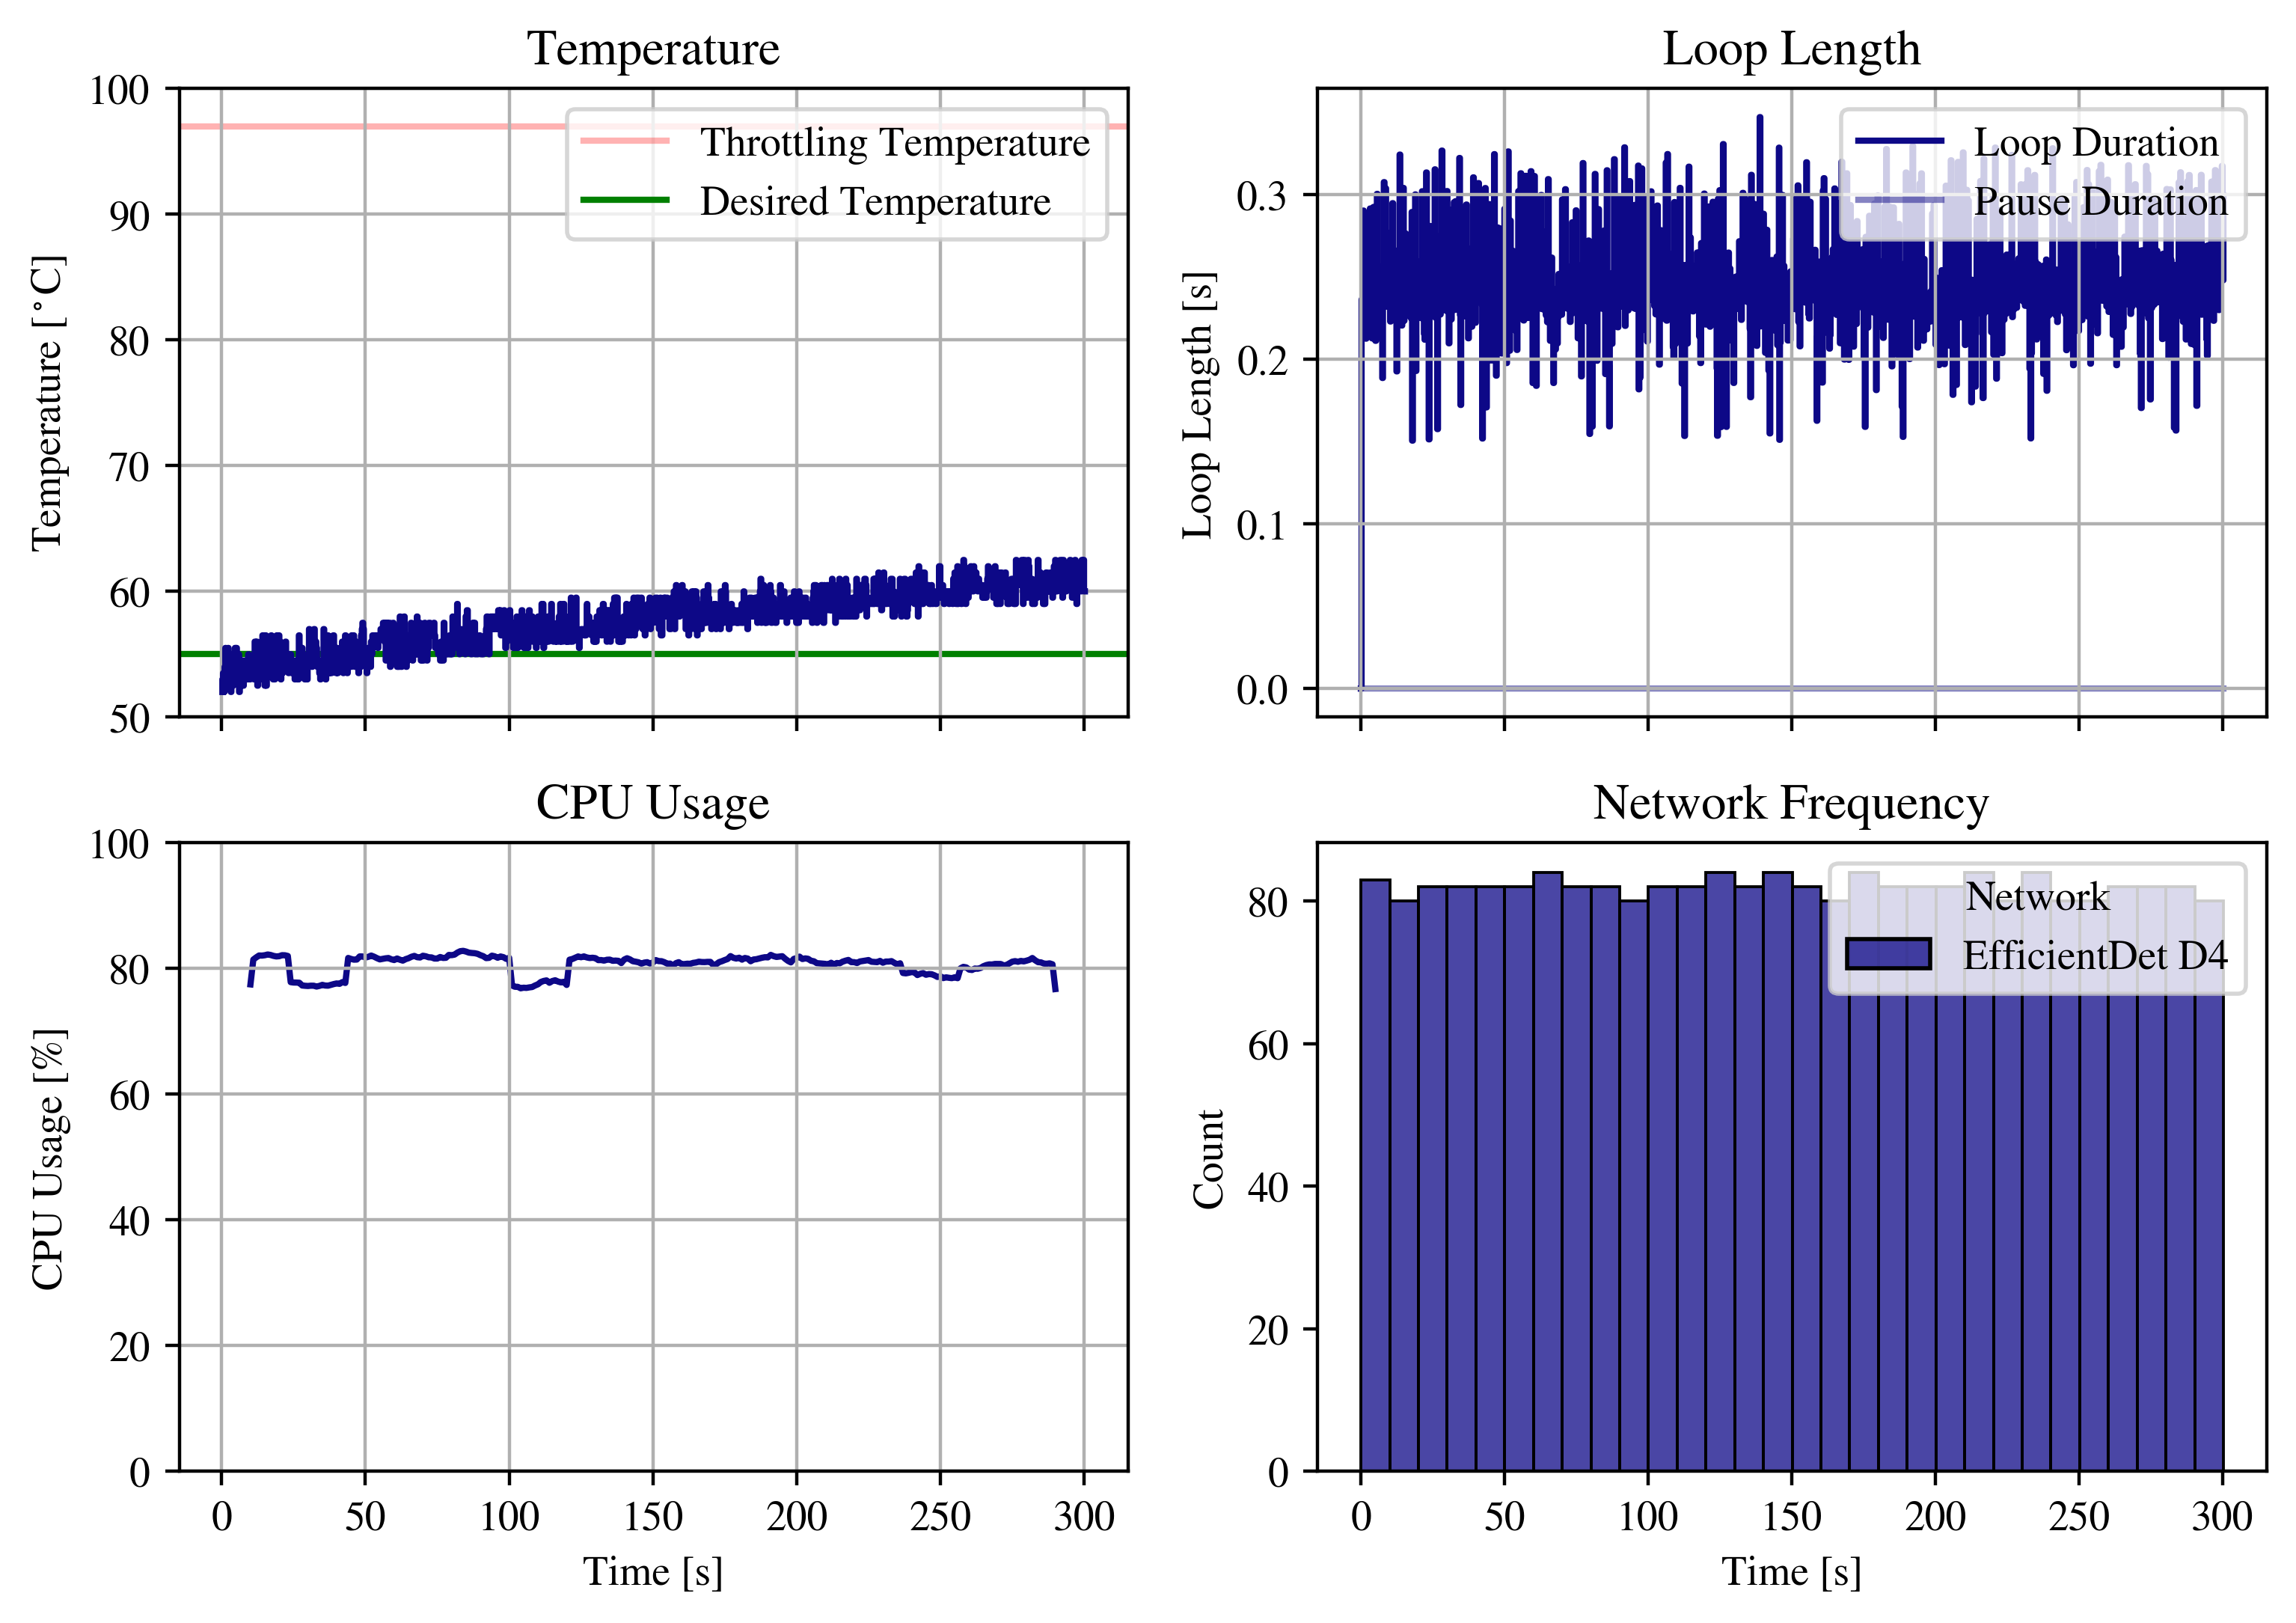 Temperature
100
90
80
70
60
50
Temperature [°C]
Throttling Temperature
Desired Temperature
Loop Length
0.3
0.2
0.1
0.0
Loop Length [s]
Loop Duration
Pause Duration
CPU Usage
100
80
60
40
20
0
CPU Usage [%]
0 50 100 150 200 250 300
Time [s]
Network Frequency
80
60
40
20
0
Count
Network
EfficientDet D4
0 50 100 150 200 250 300
Time [s]